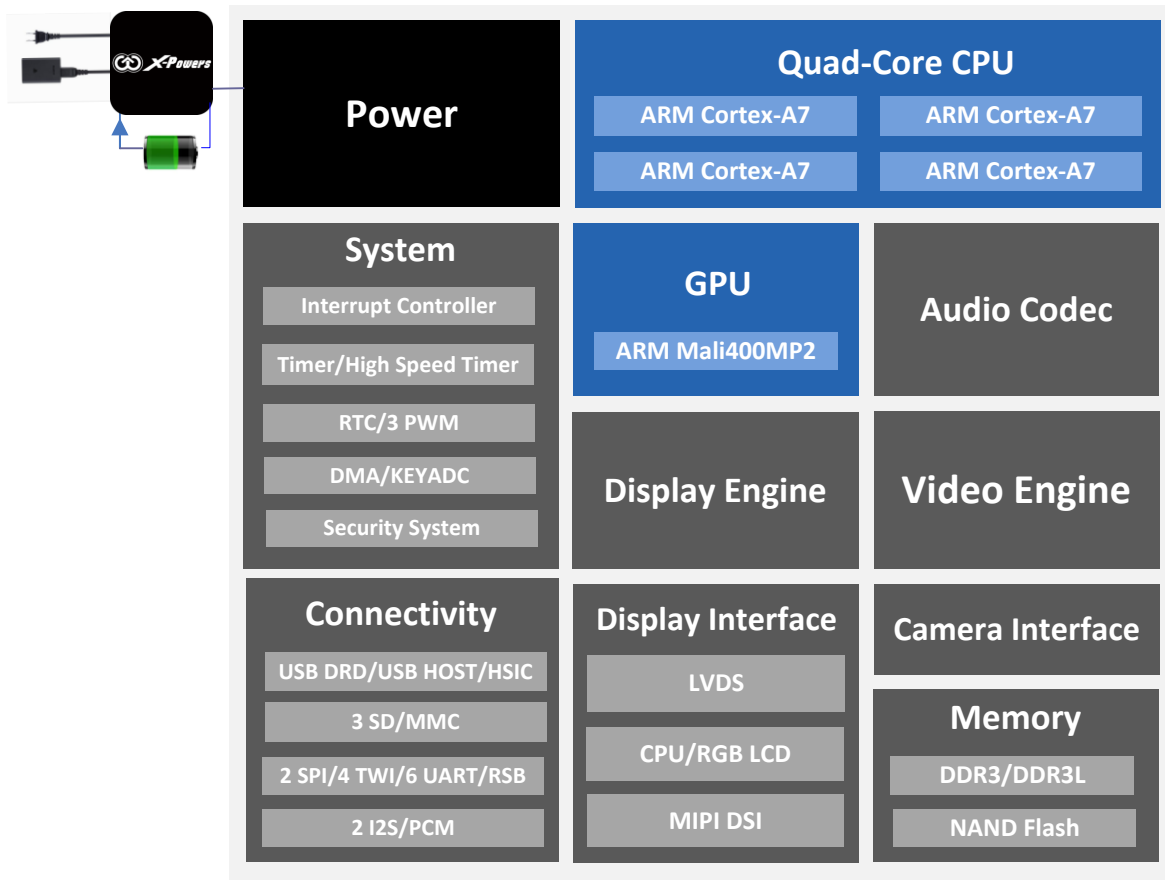 X-Powers
Power
Quad-Core CPU
ARM Cortex-A7
ARM Cortex-A7
ARM Cortex-A7
ARM Cortex-A7
System
Interrupt Controller
Timer/High Speed Timer
RTC/3 PWM
DMA/KEYADC
Security System
GPU
ARM Mali400MP2
Audio Codec
Display Engine
Video Engine
Connectivity
USB DRD/USB HOST/HSIC
3 SD/MMC
2 SPI/4 TWI/6 UART/RSB
2 I2S/PCM
Display Interface
LVDS
CPU/RGB LCD
MIPI DSI
Camera Interface
Memory
DDR3/DDR3L
NAND Flash